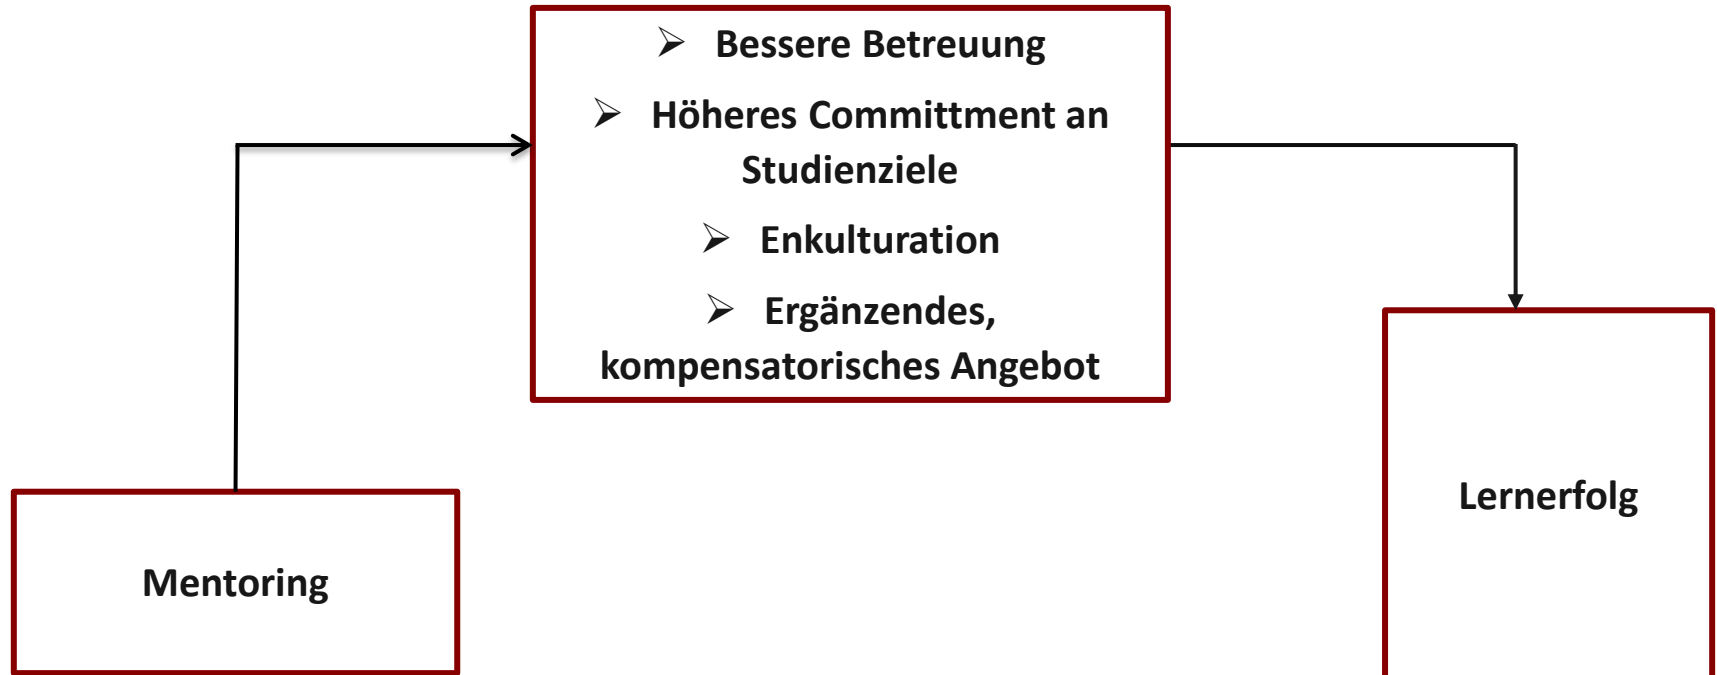 ➢ Bessere Betreuung
➢ Höheres Committment an
Studienziele
➢ Enkulturation
➢ Ergänzendes,
kompensatorisches Angebot
Lernerfolg
Mentoring